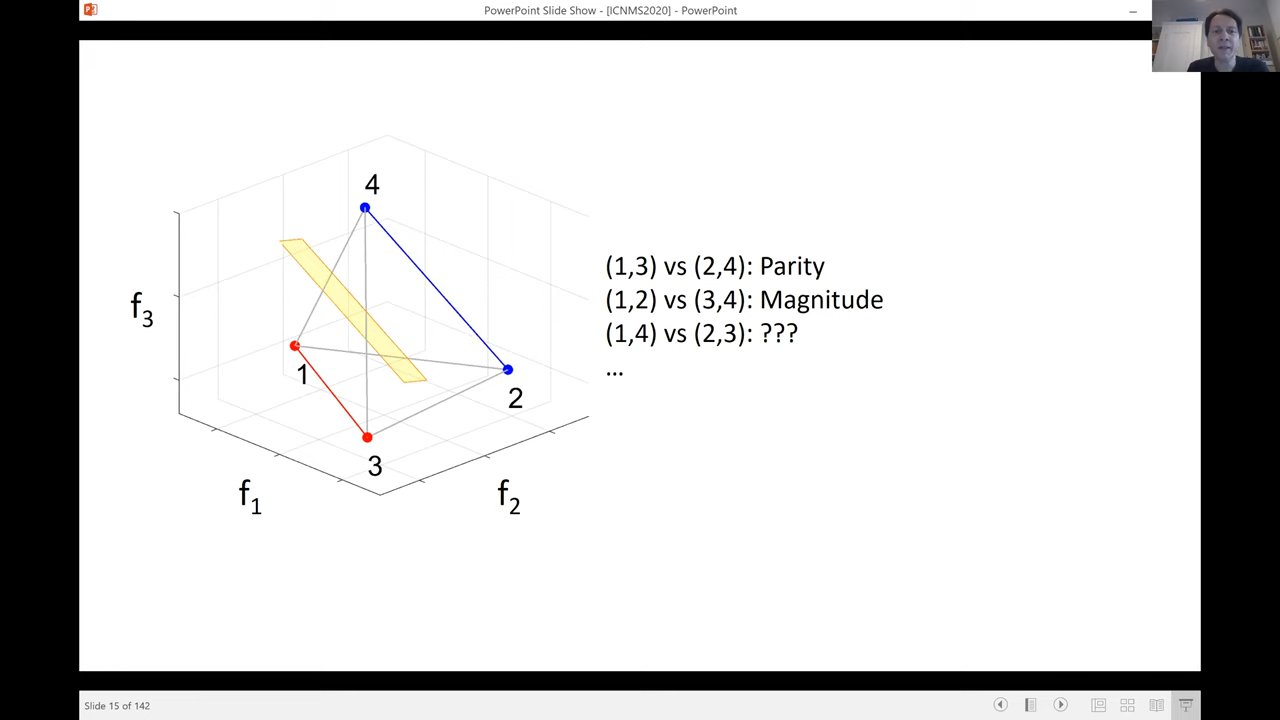 PowerPoint Slide Show - [ICNMS2020] - PowerPoint
4
(1,3) vs (2,4): Parity
f3
(1,2) vs (3,4): Magnitude
(1,4) vs (2,3): ???
...
1
2
3
f1
f2
Slide 15 of 142